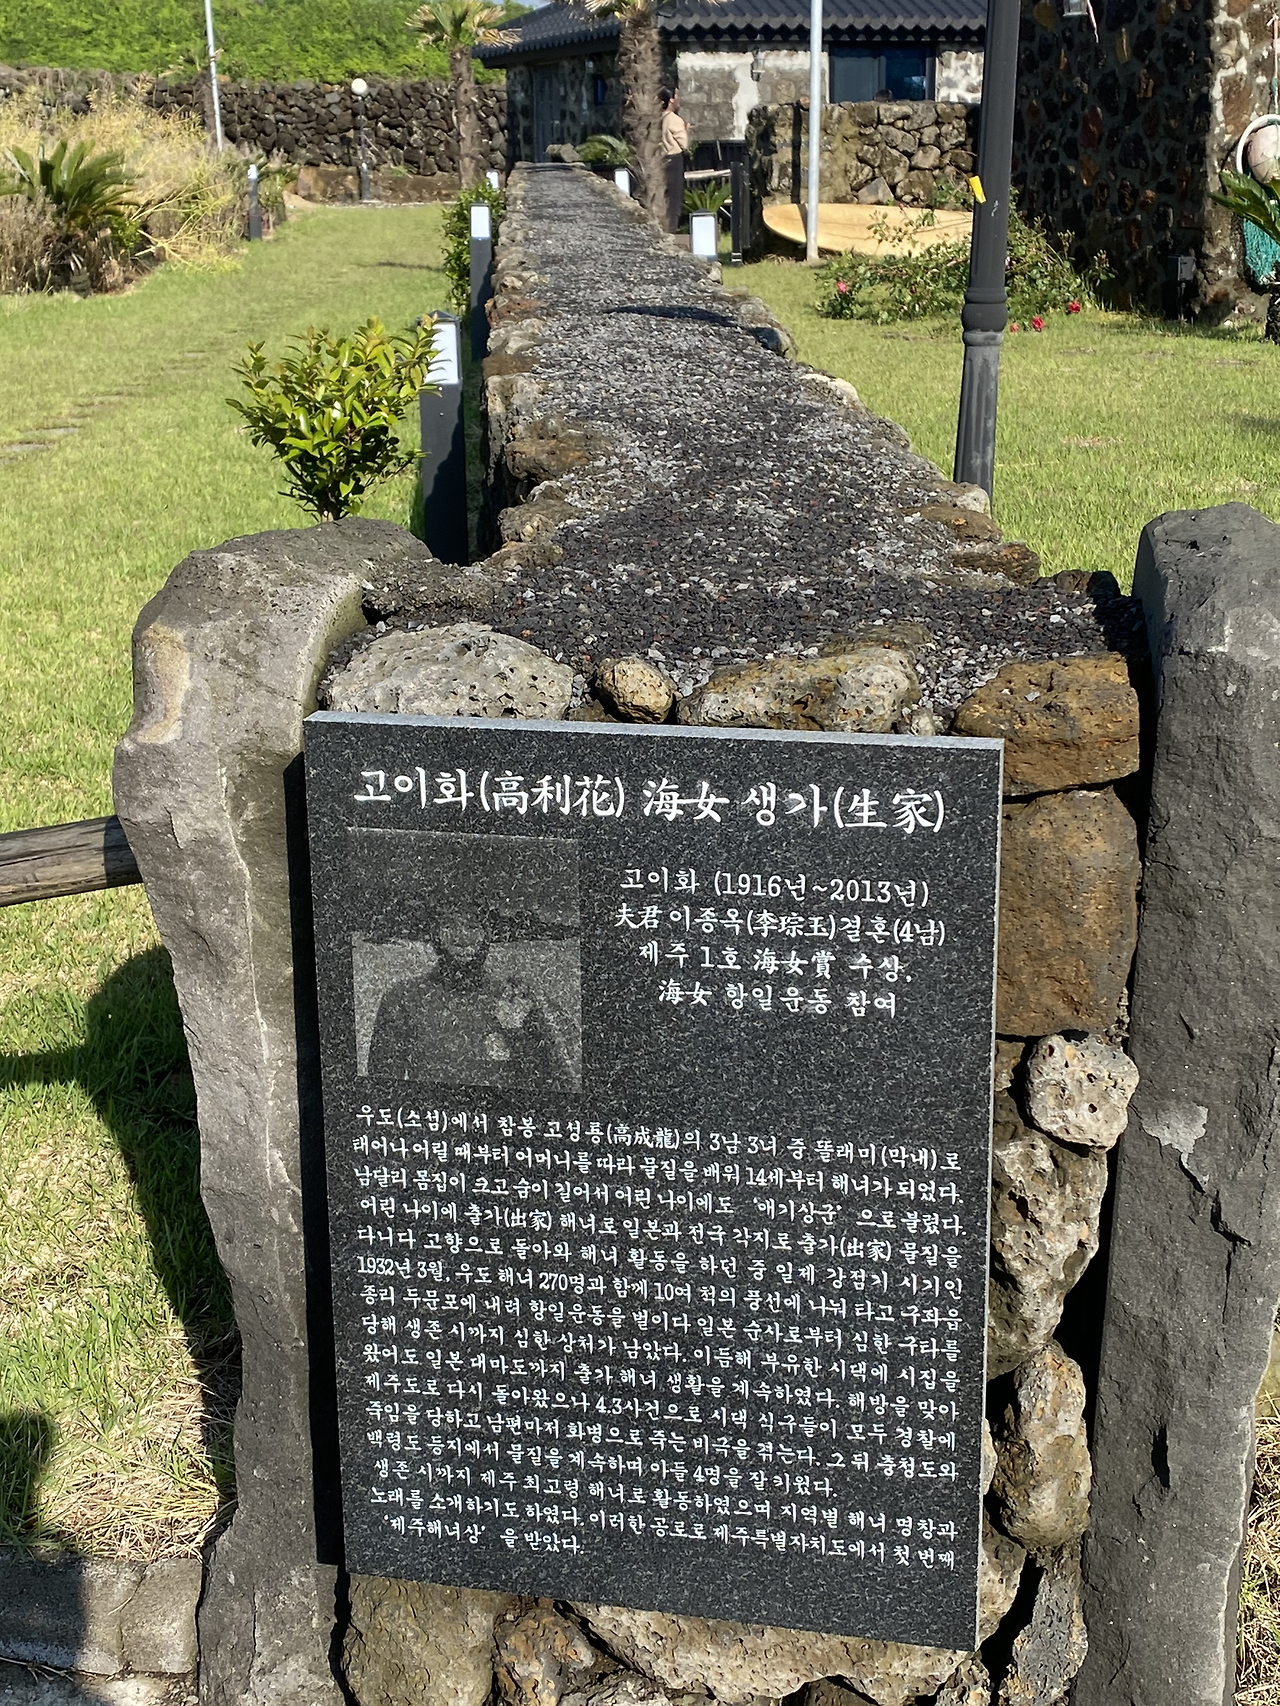 고이화(高利花) 海女 생가(生家)
고이화 (1916년~2013년)
夫君 이종옥(李琮玉)결혼(4남)
제주 1호 海女賞 수상,
海女 항일운동 참여
우도(소섬)에서 참봉 고성룡(高成龍)의 3남 3녀 중 똘래미(막내)로
태어나 어릴 때부터 어머니를 따라 물질을 배워 14세부터 해녀가 되었다.
남달리 몸집이 크고 숨이 길어서 어린 나이에도 ‘애기상군’으로 불렸다.
어린 나이에 출가(出家) 해녀로 일본과 전국 각지로 출가(出家) 물질을
다니다 고향으로 돌아와 해녀 활동을 하던 중 일제 강점기 시기인
1932년 3월, 우도 해녀 270명과 함께 10여 척의 풍선에 나눠 타고 구좌읍
종리 두문포에 내려 항일운동을 벌이다 일본 순사로부터 심한 구타를
당해 생존 시까지 심한 상처가 남았다. 이듬해 부유한 시댁에 시집을
왔어도 일본 대마도까지 출가 해녀 생활을 계속하였다. 해방을 맞아
제주도로 다시 돌아왔으나 4.3사건으로 시댁 식구들이 모두 경찰에
죽임을 당하고 남편마저 화병으로 죽는 비극을 겪는다. 그 뒤 충청도와
백령도 등지에서 물질을 계속하며 아들 4명을 잘 키웠다.
생존 시까지 제주 최고령 해녀로 활동하였으며 지역별 해녀 명창과
노래를 소개하기도 하였다. 이러한 공로로 제주특별자치도에서 첫 번째
‘제주해녀상’을 받았다.